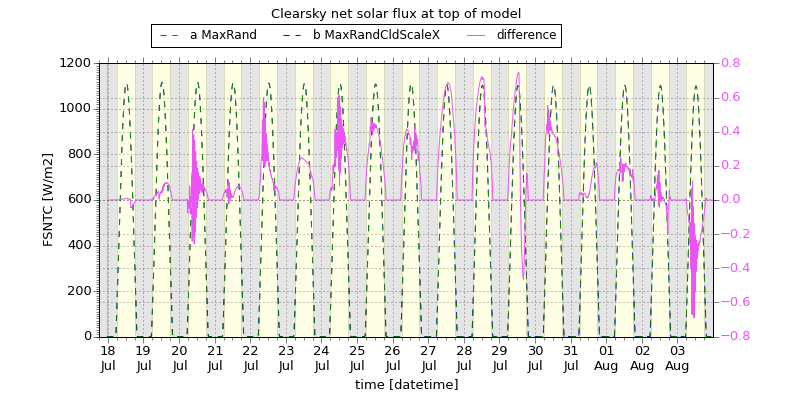 Clearsky net solar flux at top of model
a MaxRand b MaxRandCldScaleX difference
FSNTC [W/m2]
1200
1000
800
600
400
200
0
0.8
0.6
0.4
0.2
0.0
−0.2
−0.4
−0.6
−0.8
18 19 20 21 22 23 24 25 26 27 28 29 30 31 01 02 03
Jul Jul Jul Jul Jul Jul Jul Jul Jul Jul Jul Jul Jul Jul Aug Aug Aug
time [datetime]